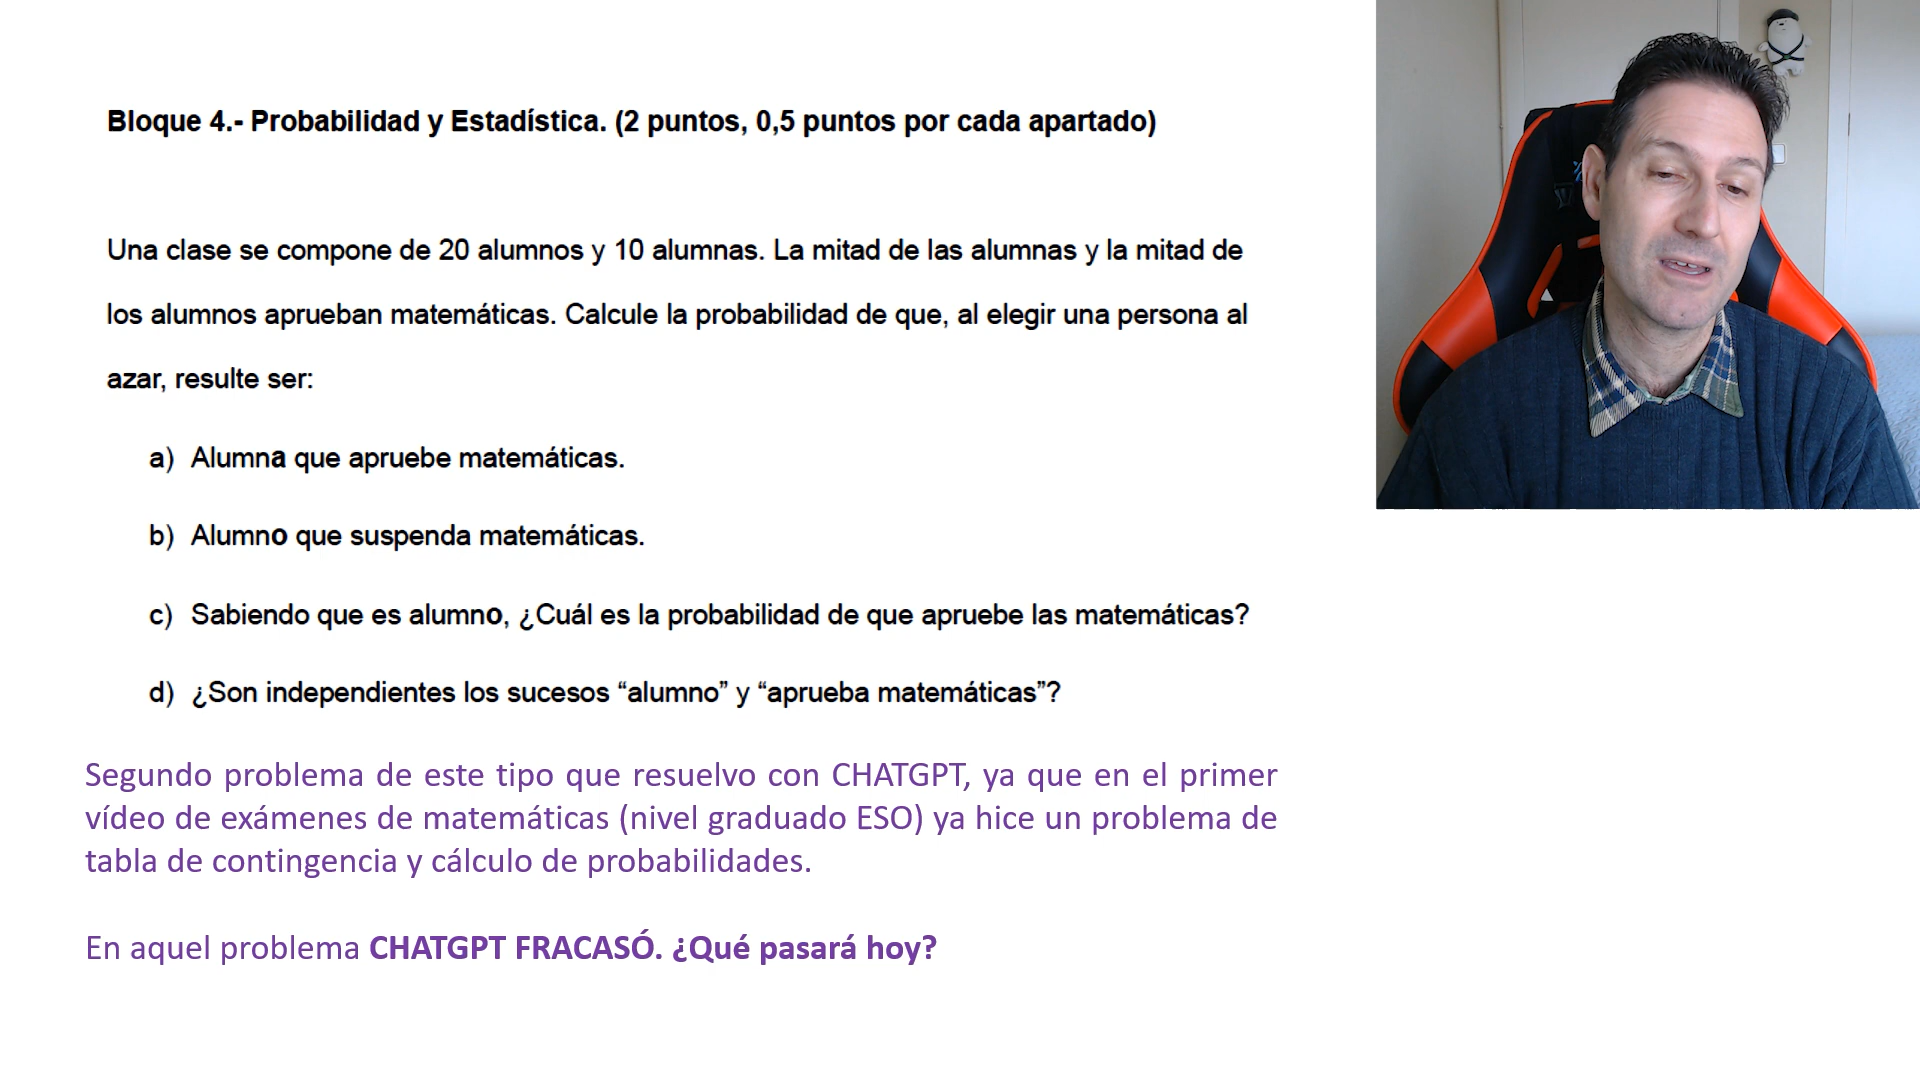 Bloque 4.- Probabilidad y Estadística. (2 puntos, 0,5 puntos por cada apartado)
Una clase se compone de 20 alumnos y 10 alumnas. La mitad de las alumnas y la mitad de
los alumnos aprueban matemáticas. Calcule la probabilidad de que, al elegir una persona al
azar, resulte ser:
a) Alumna que apruebe matemáticas.
b) Alumno que suspenda matemáticas.
c) Sabiendo que es alumno, ¿Cuál es la probabilidad de que apruebe las matemáticas?
d) ¿Son independientes los sucesos “alumno” y “aprueba matemáticas”?
Segundo problema de este tipo que resuelvo con CHATGPT, ya que en el primer
vídeo de exámenes de matemáticas (nivel graduado ESO) ya hice un problema de
tabla de contingencia y cálculo de probabilidades.
En aquel problema CHATGPT FRACASÓ. ¿Qué pasará hoy?